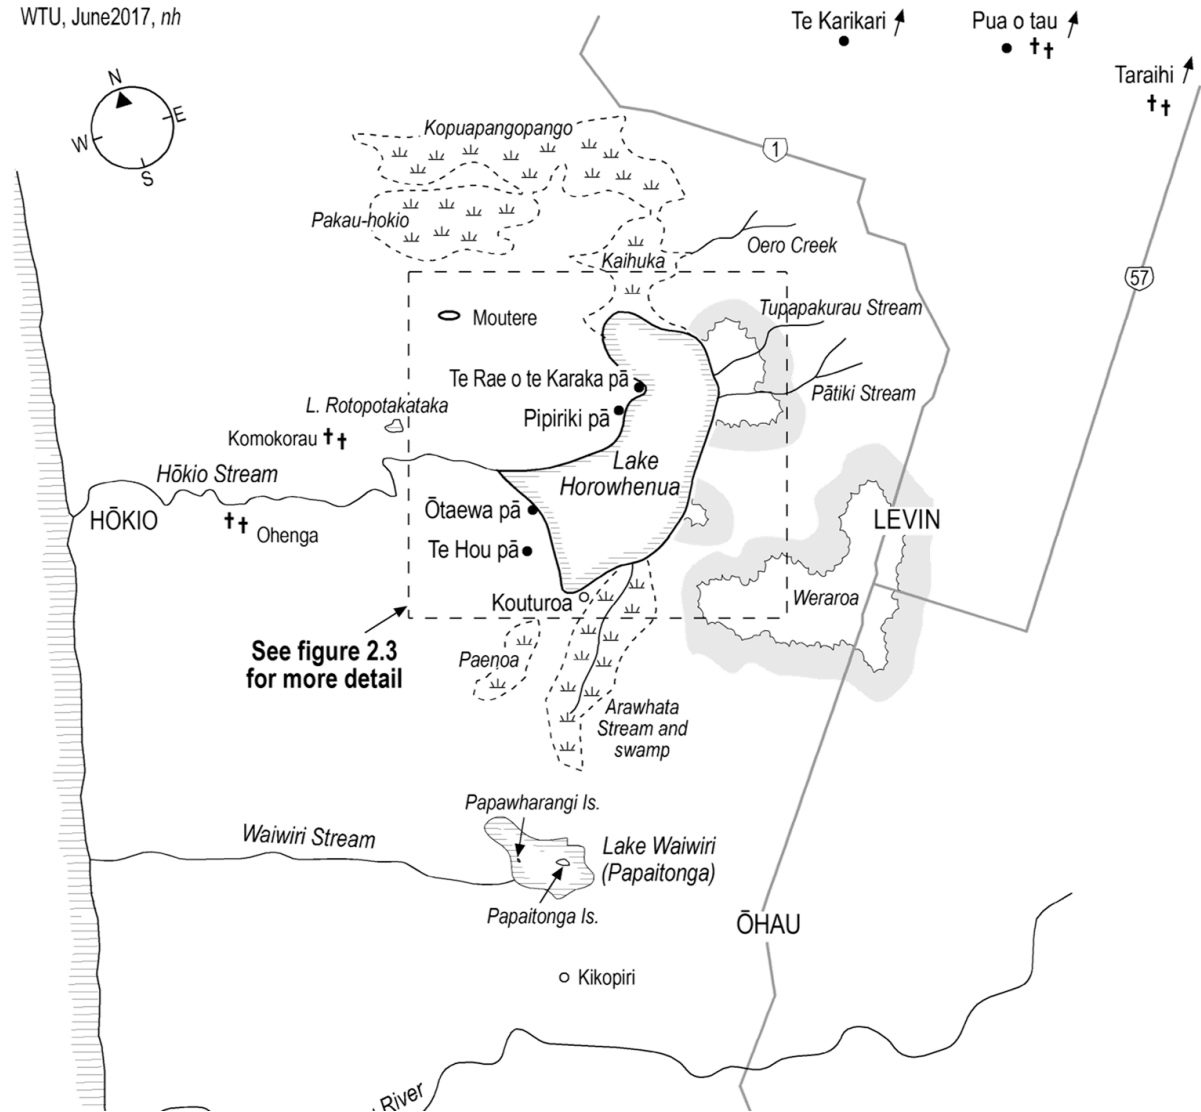 WTU, June2017, nh
Te Karikari
Pua o tau
Taraihi
N
E
W
S
Kopuapangopango
1
Pakau-hokio
Oero Creek
Kaihuka
57
Moutere
Tupapakurau Stream
Te Rae o te Karaka pā
Pātiki Stream
L. Rotopotakataka
Pipiriki pā
Komokorau
Lake
Horowhenua
Hōkio Stream
HŌKIO
Ōtaewa pā
LEVIN
Ohenga
Te Hou pā
Kouturoa
Weraroa
See figure 2.3
for more detail
Paenoa
Arawhata
Stream and
swamp
Papawharangi Is.
Waiwiri Stream
Lake Waiwiri
(Papaitonga)
Papaitonga Is.
ŌHAU
Kikopiri
River